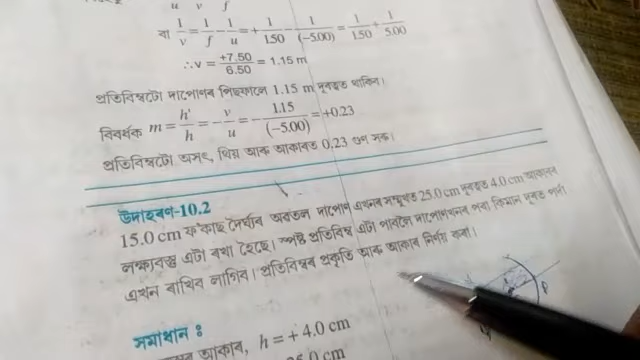 u v f
বা 1/v = 1/f - 1/u = + 1/1.50 - 1/(-5.00) = 1/1.50 + 1/5.00
∴v = +7.50/6.50 = 1.15 m
প্ৰতিবিম্বটো দাপোণৰ পিছফালে 1.15 m দূৰত্বত থাকিব।
বিবৰ্ধক m = h'/h = - v/u = - 1.15/(-5.00) = +0.23
প্ৰতিবিম্বটো অসৎ, থিয় আৰু আকাৰত 0.23 গুণ সৰু।
উদাহৰণ-10.2
15.0 cm ফ'কাছ দৈৰ্ঘ্যৰ অৱতল দাপোণ এখনৰ সন্মুখত 25.0 cm দূৰত্বত 4.0 cm আকাৰৰ
লক্ষ্যবস্তু এটা ৰখা হৈছে। স্পষ্ট প্ৰতিবিম্ব এটা পাবলৈ দাপোণখনৰ পৰা কিমান দূৰত পৰ্দা
এখন ৰাখিব লাগিব। প্ৰতিবিম্বৰ প্ৰকৃতি আৰু আকাৰ নিৰ্ণয় কৰা।
সমাধান :
আকাৰ, h = + 4.0 cm